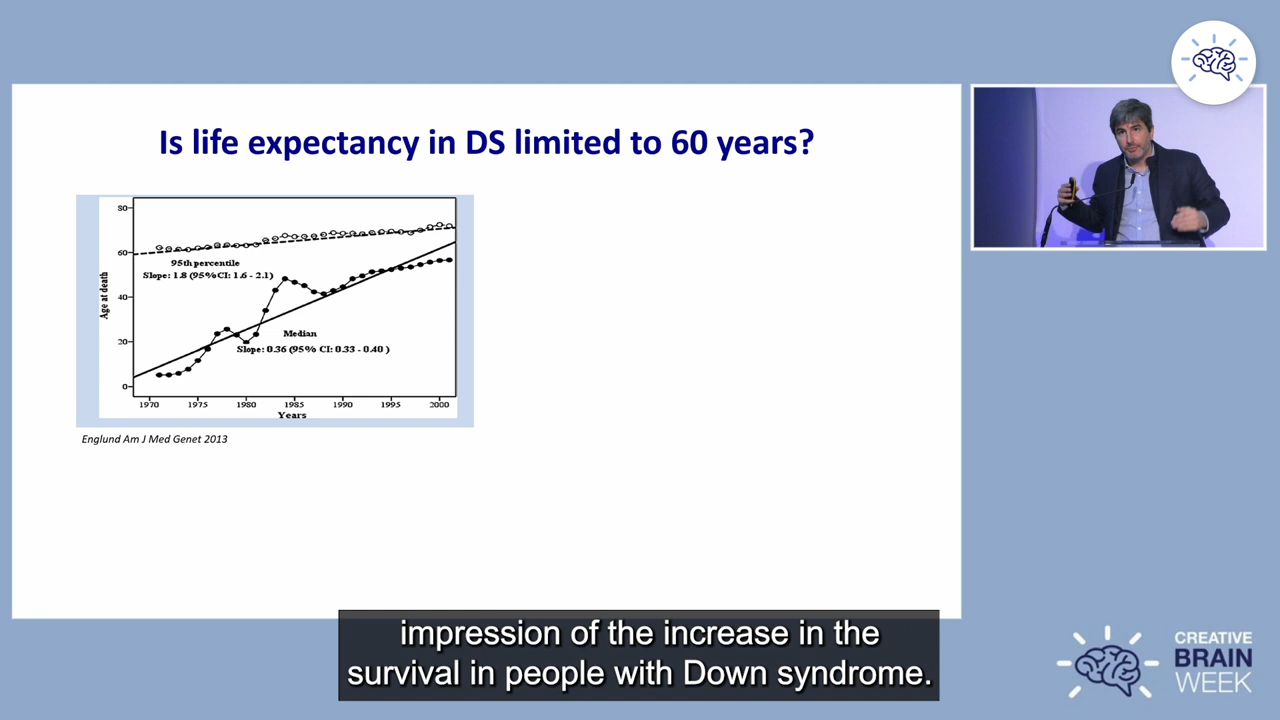 Is life expectancy in DS limited to 60 years?
80
60
40
20
0
Age at death
95th percentile
Slope: 1.8 (95%CI: 1.6 - 2.1)
Median
Slope: 0.36 (95% CI: 0.33 - 0.40 )
1970 1975 1980 1985 1990 1995 2000
Years
Englund Am J Med Genet 2013
impression of the increase in the
survival in people with Down syndrome.
CREATIVE
BRAIN
WEEK